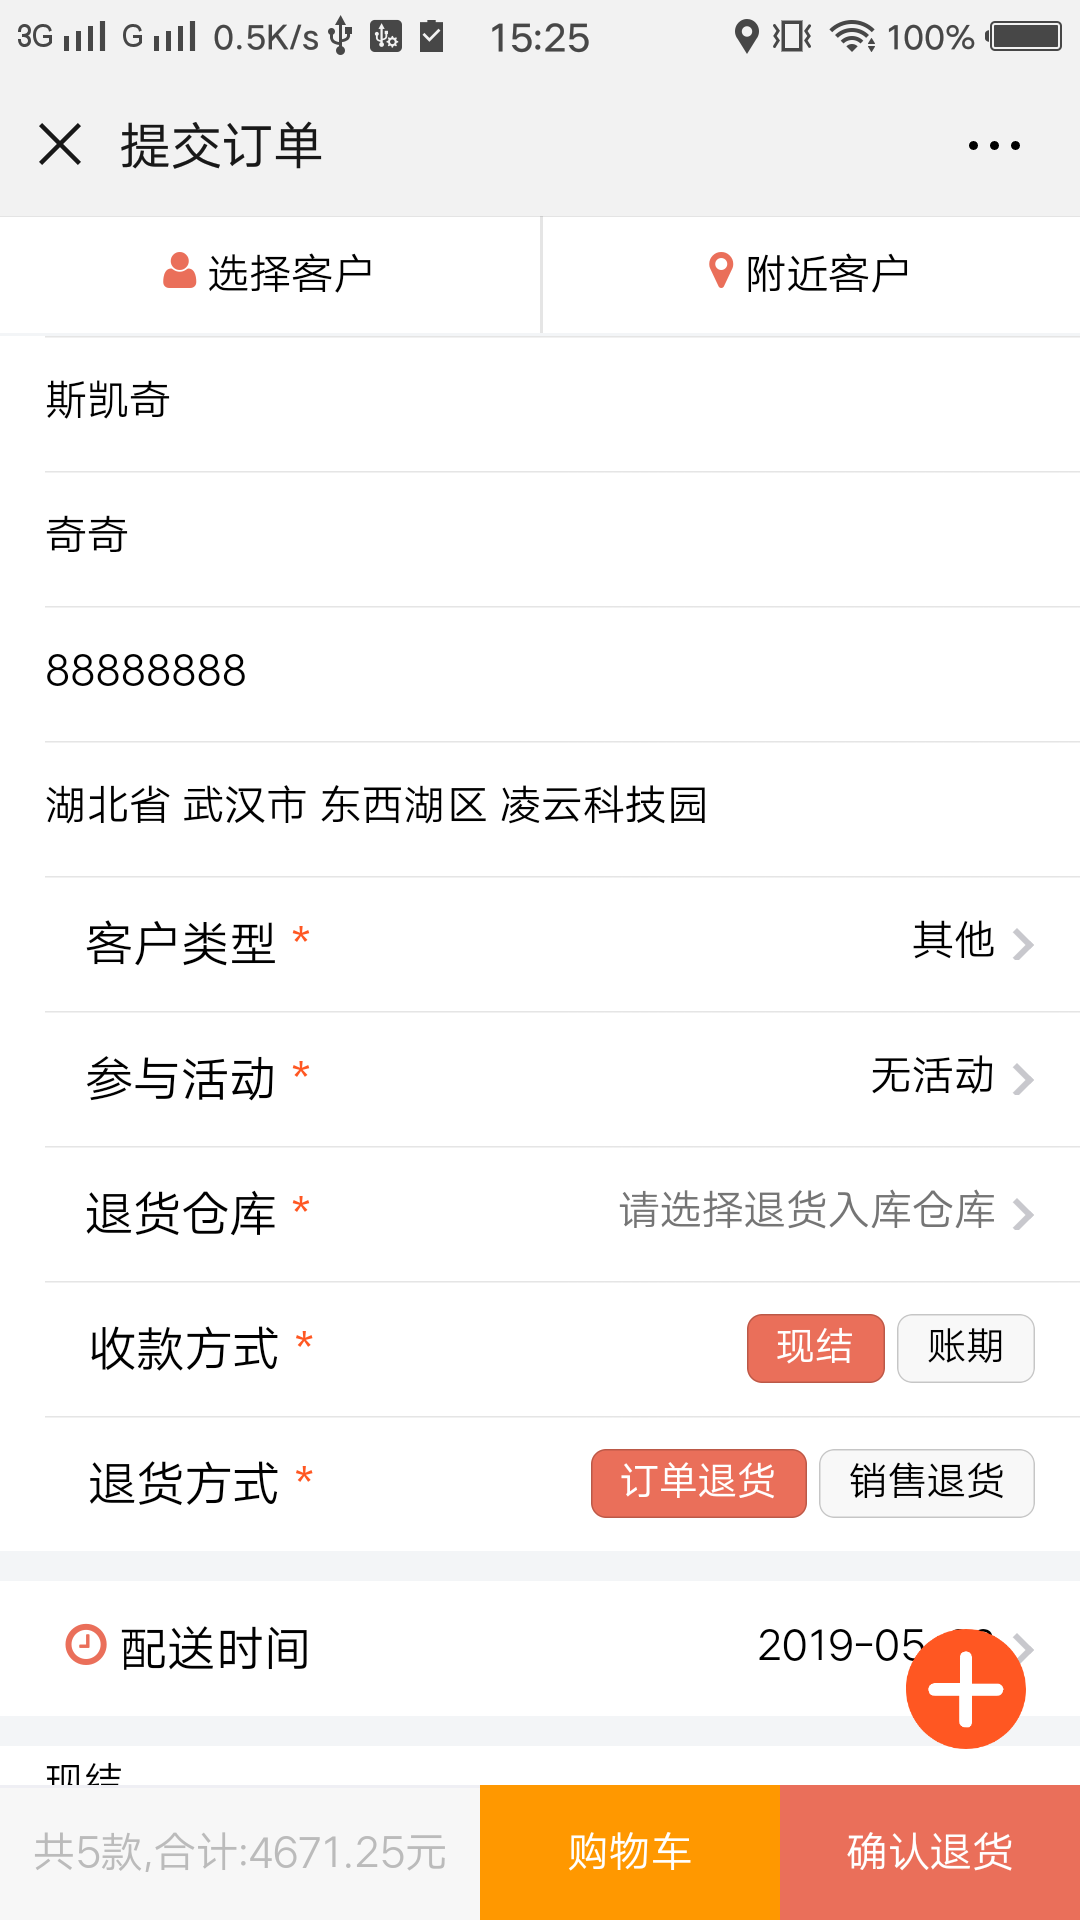 3G G 0.5K/s 15:25 100%
提交订单
选择客户 附近客户
斯凯奇
奇奇
88888888
湖北省 武汉市 东西湖区 凌云科技园
客户类型 * 其他
参与活动 * 无活动
退货仓库 * 请选择退货入库仓库
收款方式 * 现结 账期
退货方式 * 订单退货 销售退货
配送时间 2019-05
现结
共5款,合计:4671.25元 购物车 确认退货